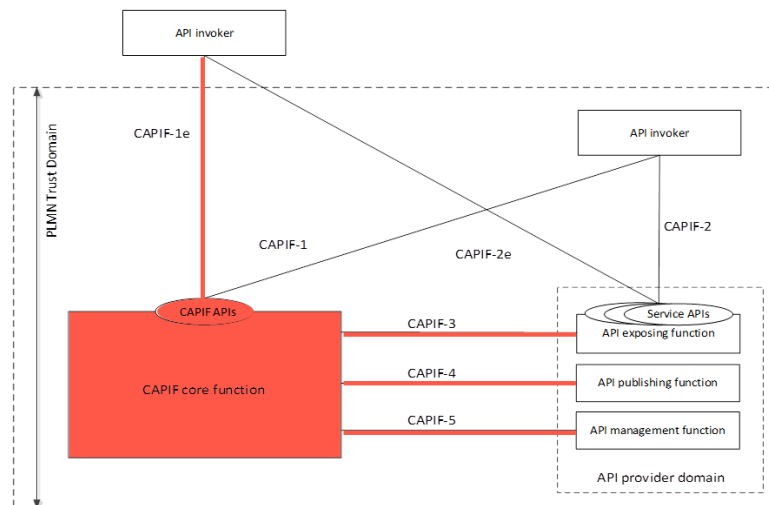 API invoker
CAPIF-1e
API invoker
PLMN Trust Domain
CAPIF-1
CAPIF-2e
CAPIF-2
CAPIF APIs
Service APIs
CAPIF-3
API exposing function
CAPIF core function
CAPIF-4
API publishing function
CAPIF-5
API management function
API provider domain